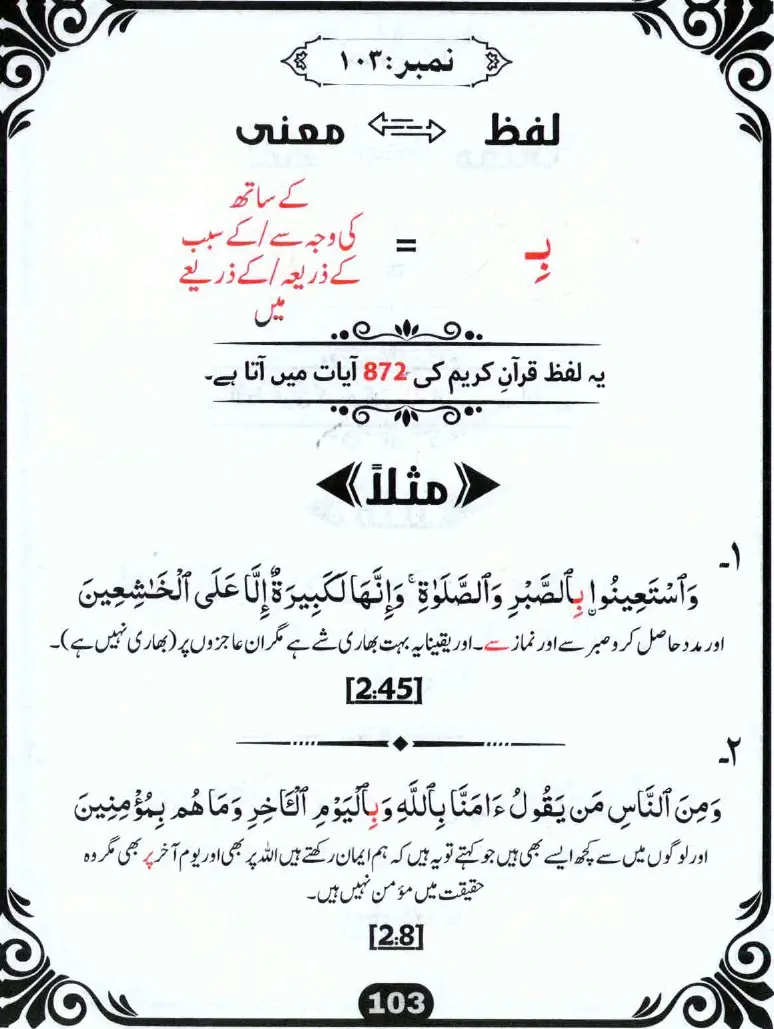 نمبر: ۱۰۳
لفظ معنی
کے ساتھ
کی وجہ سے / کے سبب
بِ = کے ذریعہ / کے ذریعے
میں
یہ لفظ قرآنِ کریم کی 872 آیات میں آتا ہے۔
مثلاً
۱۔
وَٱسْتَعِينُوا۟ بِٱلصَّبْرِ وَٱلصَّلَوٰةِ ۚ وَإِنَّهَا لَكَبِيرَةٌ إِلَّا عَلَى ٱلْخَـٰشِعِينَ
اور مدد حاصل کرو صبر سے اور نماز سے۔ اور یقینا یہ بہت بھاری شے ہے مگر ان عاجزوں پر (بھاری نہیں ہے)۔
[2:45]
۲۔
وَمِنَ ٱلنَّاسِ مَن يَقُولُ ءَامَنَّا بِٱللَّهِ وَبِٱلْيَوْمِ ٱلْـَٔاخِرِ وَمَا هُم بِمُؤْمِنِينَ
اور لوگوں میں سے کچھ ایسے بھی ہیں جو کہتے تو یہ ہیں کہ ہم ایمان رکھتے ہیں اللہ پر بھی اور یوم آخر پر بھی مگر وہ
حقیقت میں مؤمن نہیں ہیں۔
[2:8]
103